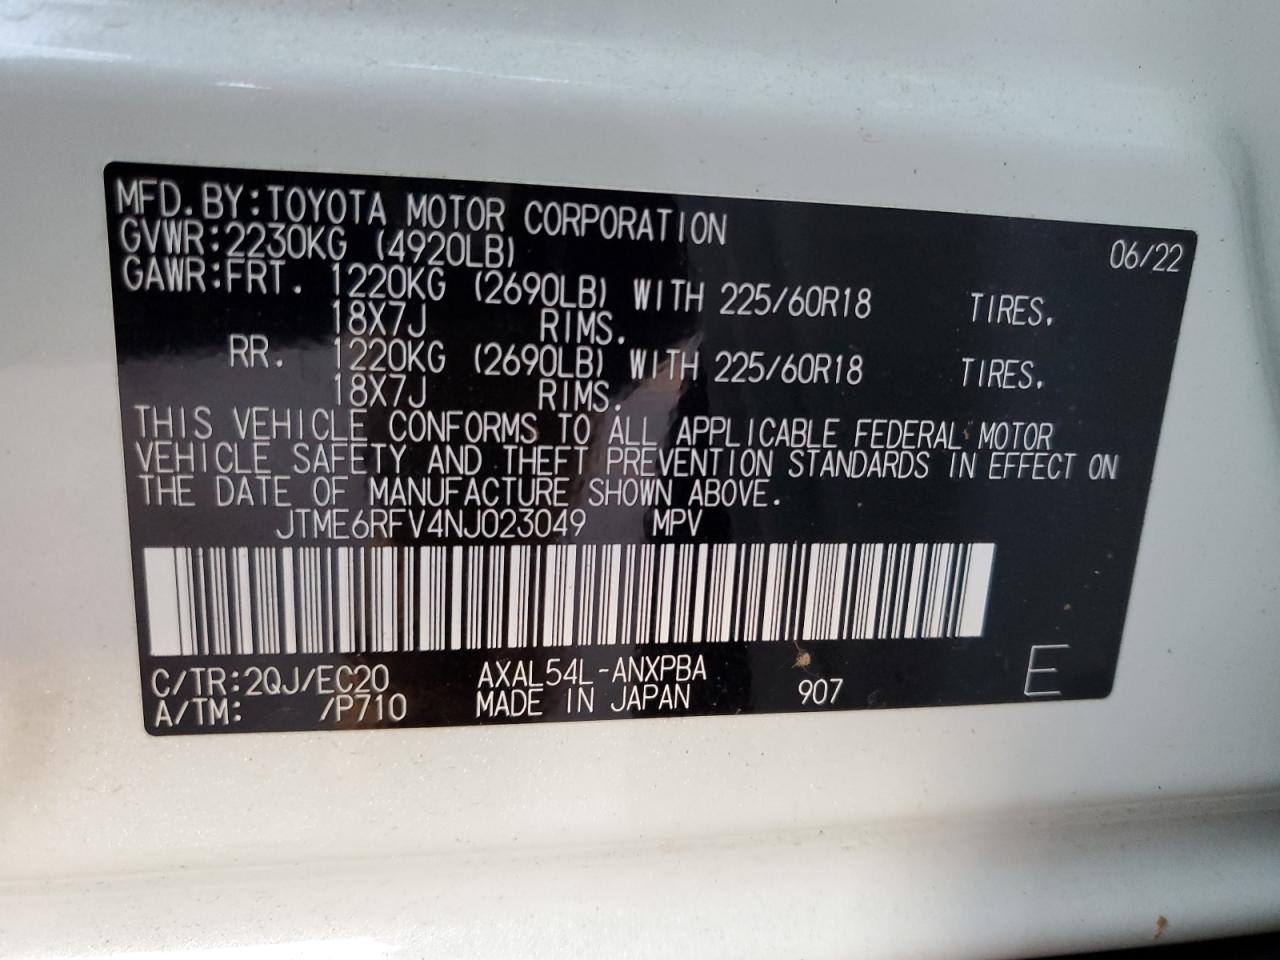 MFD.BY:TOYOTA MOTOR CORPORATION 06/22
GVWR:2230KG (4920LB)
GAWR:FRT. 1220KG (2690LB) WITH 225/60R18 TIRES.
18X7J RIMS.
RR. 1220KG (2690LB) WITH 225/60R18 TIRES.
18X7J RIMS.
THIS VEHICLE CONFORMS TO ALL APPLICABLE FEDERAL MOTOR
VEHICLE SAFETY AND THEFT PREVENTION STANDARDS IN EFFECT ON
THE DATE OF MANUFACTURE SHOWN ABOVE.
JTME6RFV4NJ023049 MPV
C/TR:2QJ/EC20 AXAL54L-ANXPBA
A/TM: /P710 MADE IN JAPAN 907 E